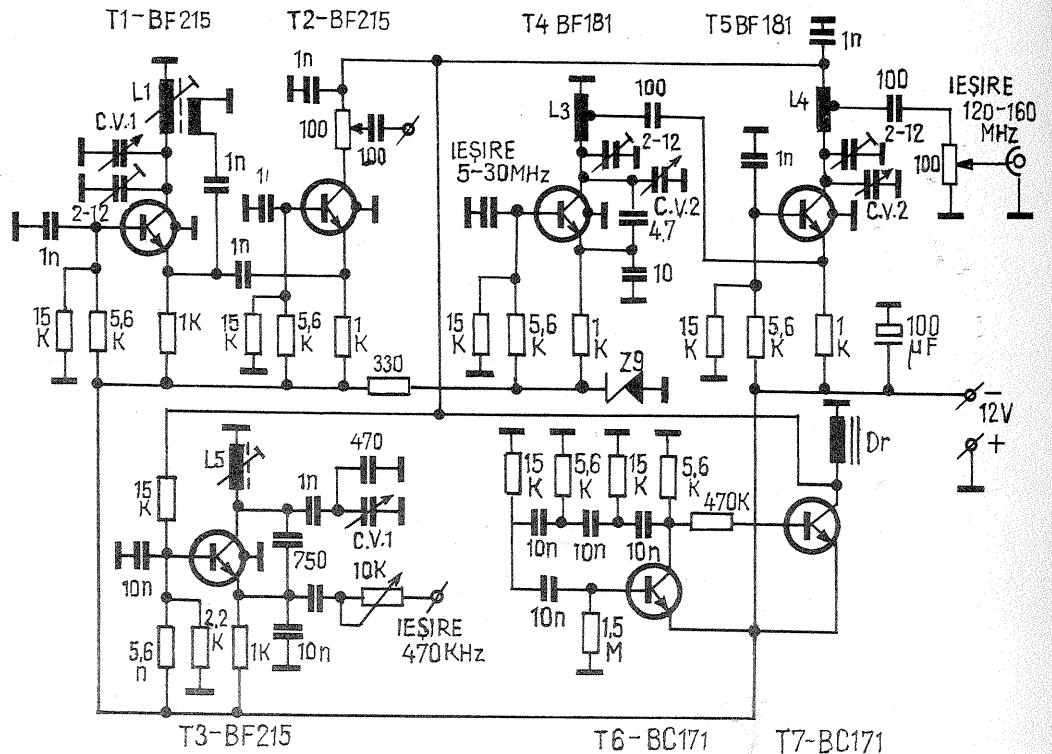 T1-BF215
T2-BF215
T4 BF181
T5 BF181
1n
1n
L1
C.V.1
2-12
1n
1n
100
100
1n
L3
100
2-12
C.V.2
4,7
10
IEŞIRE
5-30MHz
L4
100
2-12
C.V.2
1n
100
IEŞIRE
120-160
MHz
1n
15
K
5,6
K
1K
15
K
5,6
K
1
K
15
K
5,6
K
1
K
15
K
5,6
K
1
K
100
µF
330
Z9
−
12V
+
Dr
L5
470
1n
C.V.1
15
K
750
10n
10K
IEŞIRE
470KHz
5,6
n
2,2
K
1K
10n
15
K
5,6
K
15
K
5,6
K
470K
10n
10n
10n
10n
1,5
M
T3-BF215
T6-BC171
T7-BC171